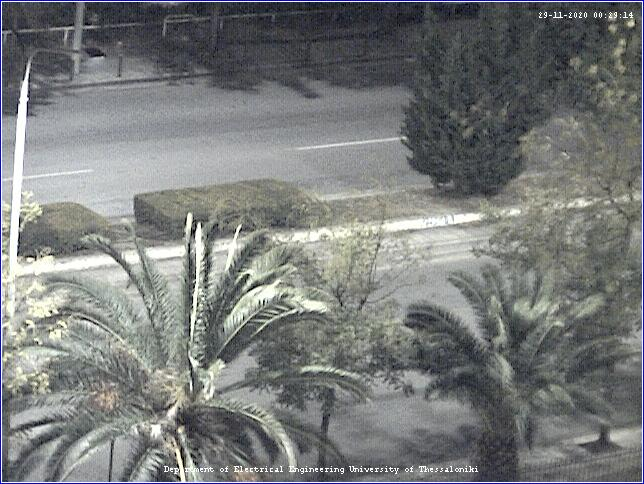 29-11-2020 00:29:14
Department of Electrical Engineering University of Thessaloniki